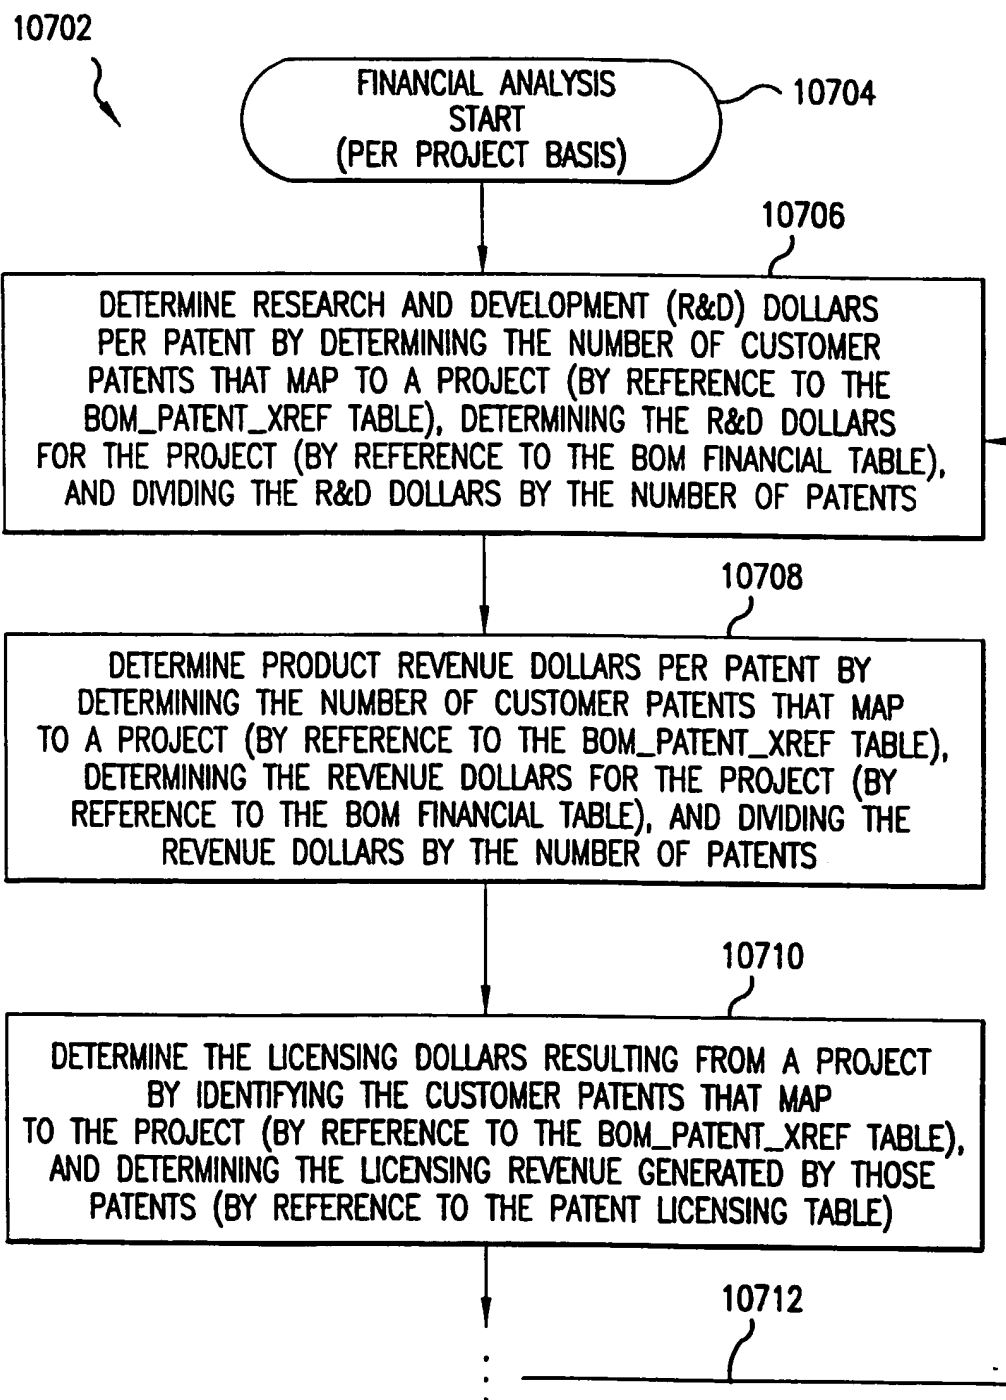 10702
FINANCIAL ANALYSIS
START
(PER PROJECT BASIS)
10704
10706
DETERMINE RESEARCH AND DEVELOPMENT (R&D) DOLLARS
PER PATENT BY DETERMINING THE NUMBER OF CUSTOMER
PATENTS THAT MAP TO A PROJECT (BY REFERENCE TO THE
BOM_PATENT_XREF TABLE), DETERMINING THE R&D DOLLARS
FOR THE PROJECT (BY REFERENCE TO THE BOM FINANCIAL TABLE),
AND DIVIDING THE R&D DOLLARS BY THE NUMBER OF PATENTS
10708
DETERMINE PRODUCT REVENUE DOLLARS PER PATENT BY
DETERMINING THE NUMBER OF CUSTOMER PATENTS THAT MAP
TO A PROJECT (BY REFERENCE TO THE BOM_PATENT_XREF TABLE),
DETERMINING THE REVENUE DOLLARS FOR THE PROJECT (BY
REFERENCE TO THE BOM FINANCIAL TABLE), AND DIVIDING THE
REVENUE DOLLARS BY THE NUMBER OF PATENTS
10710
DETERMINE THE LICENSING DOLLARS RESULTING FROM A PROJECT
BY IDENTIFYING THE CUSTOMER PATENTS THAT MAP
TO THE PROJECT (BY REFERENCE TO THE BOM_PATENT_XREF TABLE),
AND DETERMINING THE LICENSING REVENUE GENERATED BY THOSE
PATENTS (BY REFERENCE TO THE PATENT LICENSING TABLE)
10712